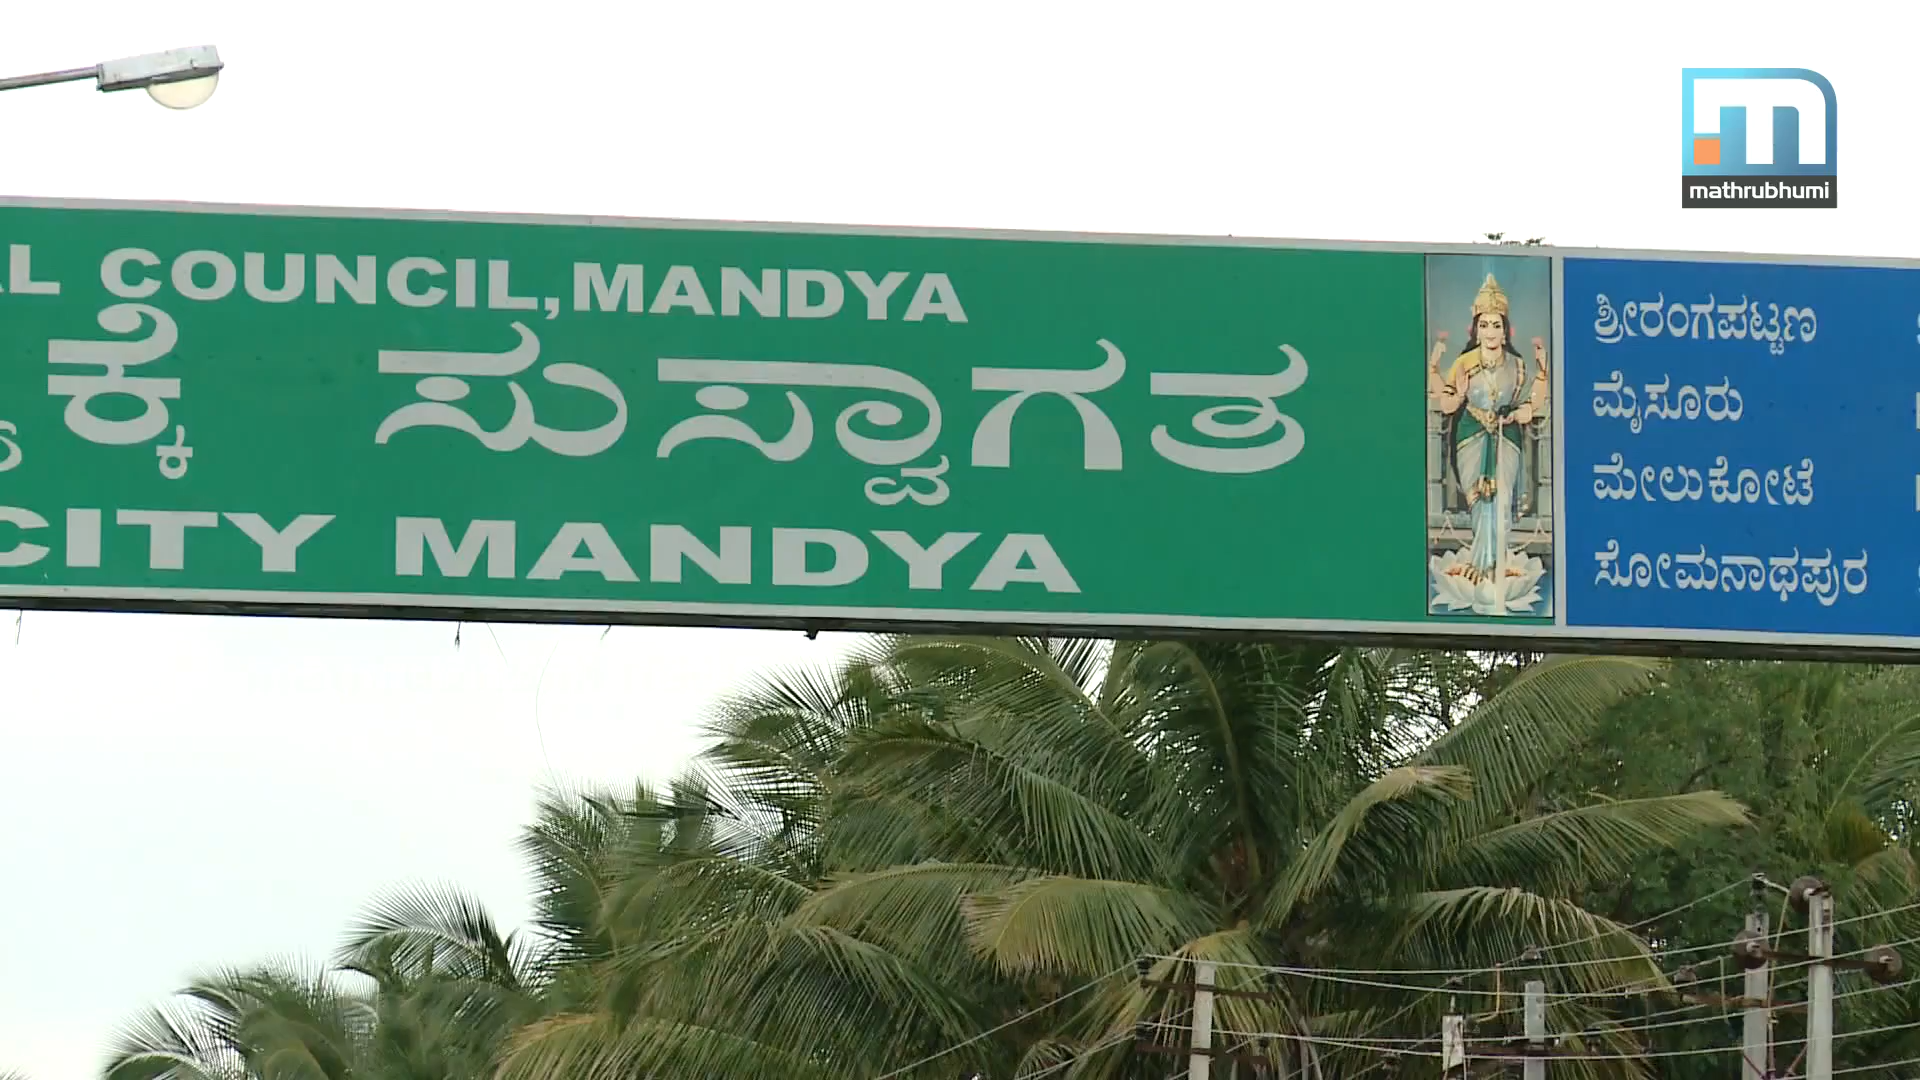 COUNCIL, MANDYA
ಕ್ಕೆ ಸುಸ್ವಾಗತ
CITY MANDYA
ಶ್ರೀರಂಗಪಟ್ಟಣ
ಮೈಸೂರು
ಮೇಲುಕೋಟೆ
ಸೋಮನಾಥಪುರ
mathrubhumi